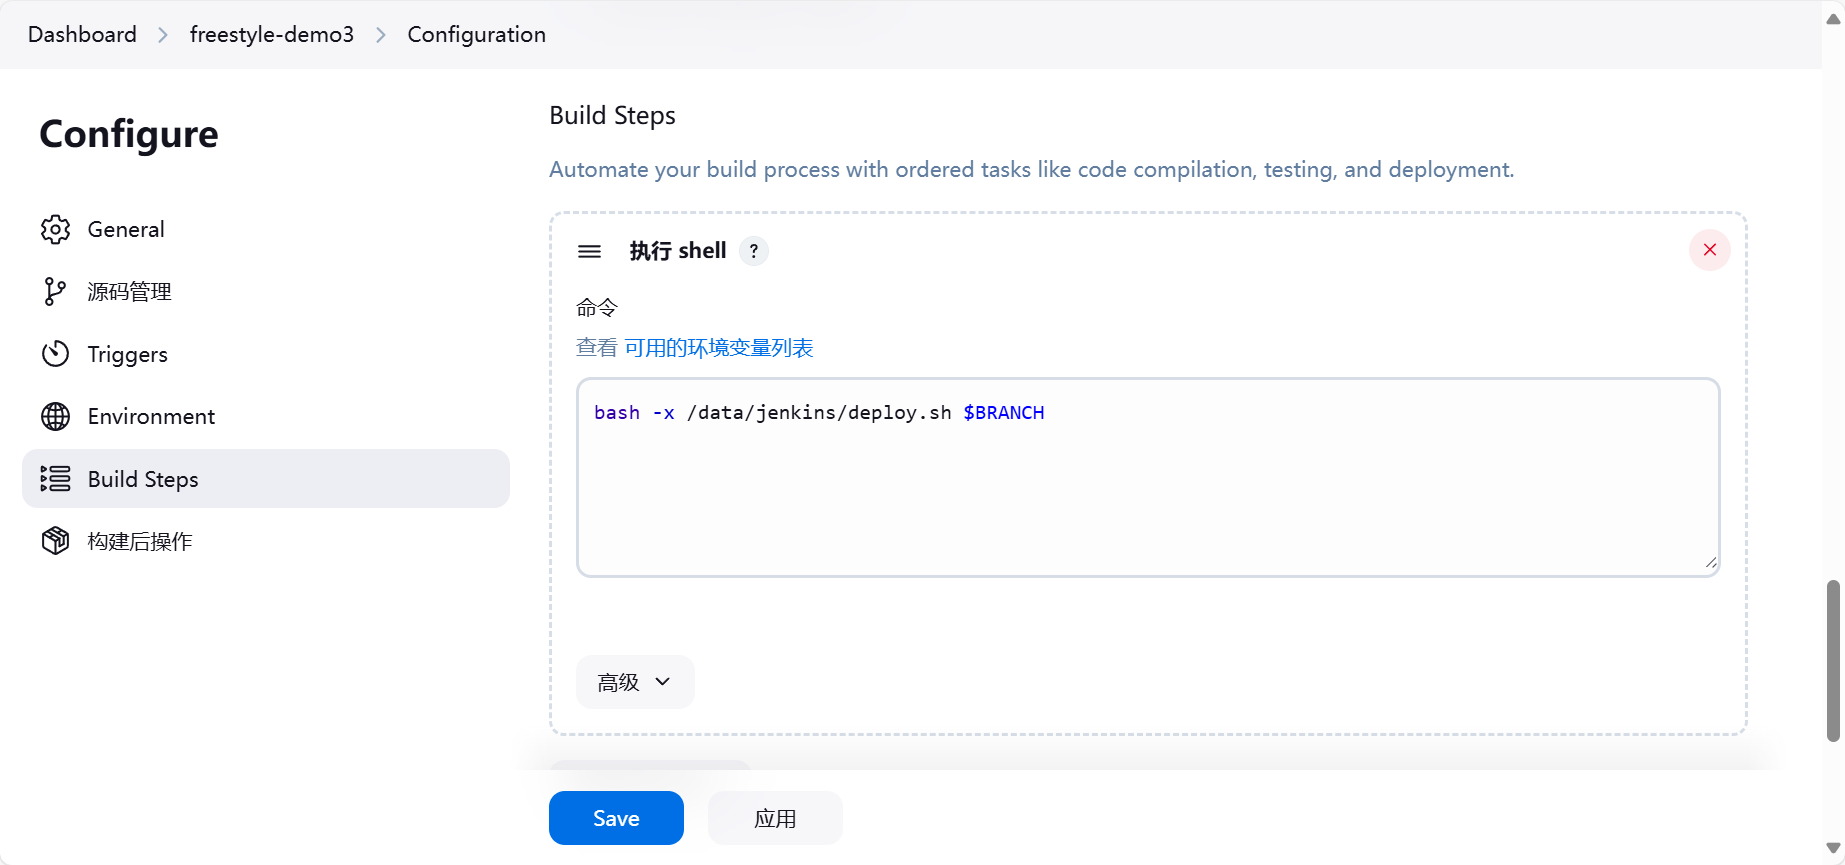 Dashboard > freestyle-demo3 > Configuration
Configure
General
源码管理
Triggers
Environment
Build Steps
构建后操作
Build Steps
Automate your build process with ordered tasks like code compilation, testing, and deployment.
执行 shell ?
命令
查看 可用的环境变量列表
bash -x /data/jenkins/deploy.sh $BRANCH
高级
Save
应用